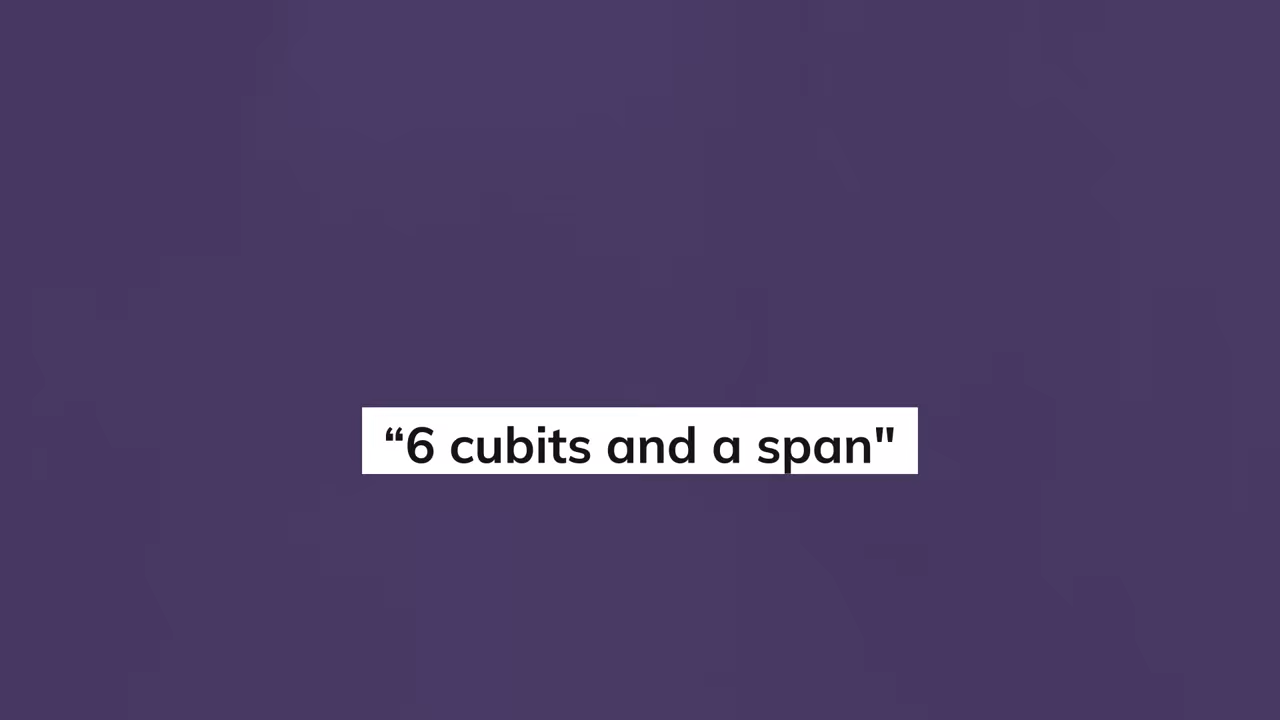 “6 cubits and a span"